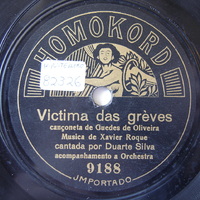 HOMOKORD
Victima das grèves
cançoneta de Guedes de Oliveira
Musica de Xavier Roque
cantada por Duarte Silva
acompanhamento a Orchestra
9188
JMPORTADO